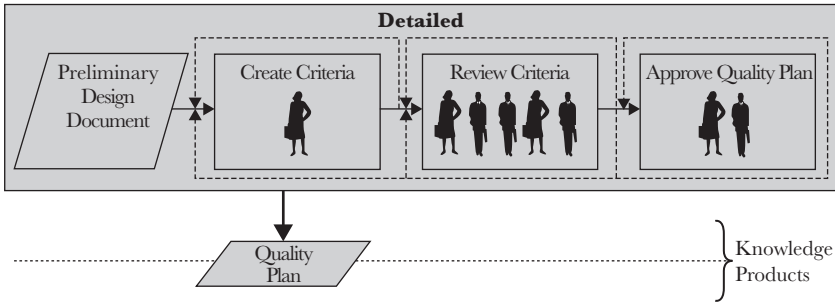 Detailed
Preliminary
Design
Document
Create Criteria
Review Criteria
Approve Quality Plan
Quality
Plan
Knowledge
Products